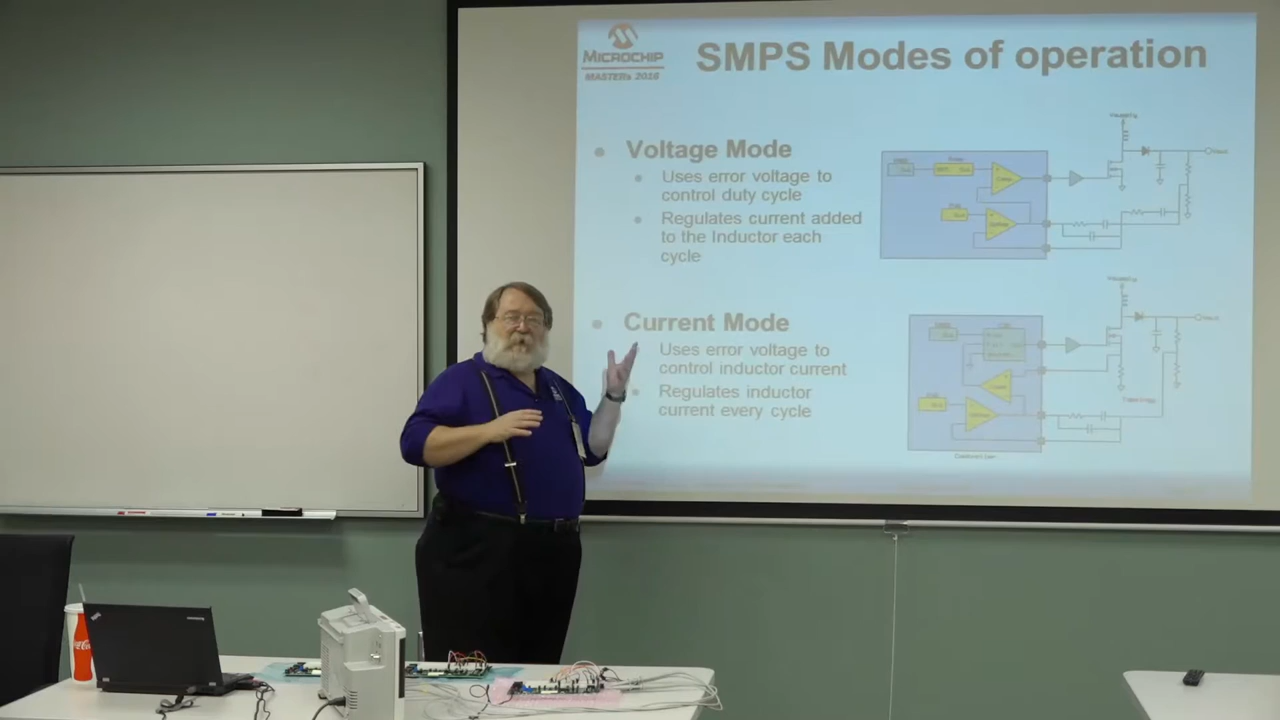 MICROCHIP
MASTERs 2016
SMPS Modes of operation
Voltage Mode
Uses error voltage to
control duty cycle
Regulates current added
to the Inductor each
cycle
Current Mode
Uses error voltage to
control inductor current
Regulates inductor
current every cycle